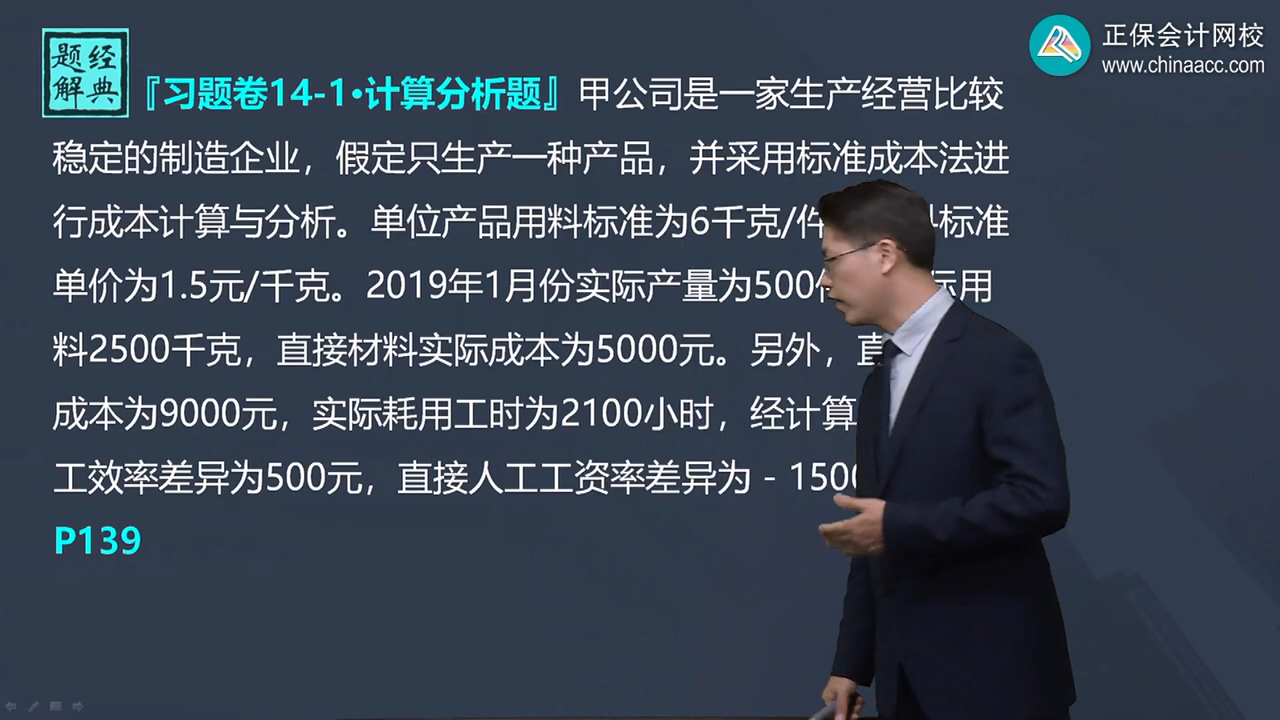 经典题解
正保会计网校
www.chinaacc.com
『习题卷14-1•计算分析题』甲公司是一家生产经营比较
稳定的制造企业，假定只生产一种产品，并采用标准成本法进
行成本计算与分析。单位产品用料标准为6千克/件 标准
单价为1.5元/千克。2019年1月份实际产量为500 用
料2500千克，直接材料实际成本为5000元。另外，直
成本为9000元，实际耗用工时为2100小时，经计算
工效率差异为500元，直接人工工资率差异为－150
P139